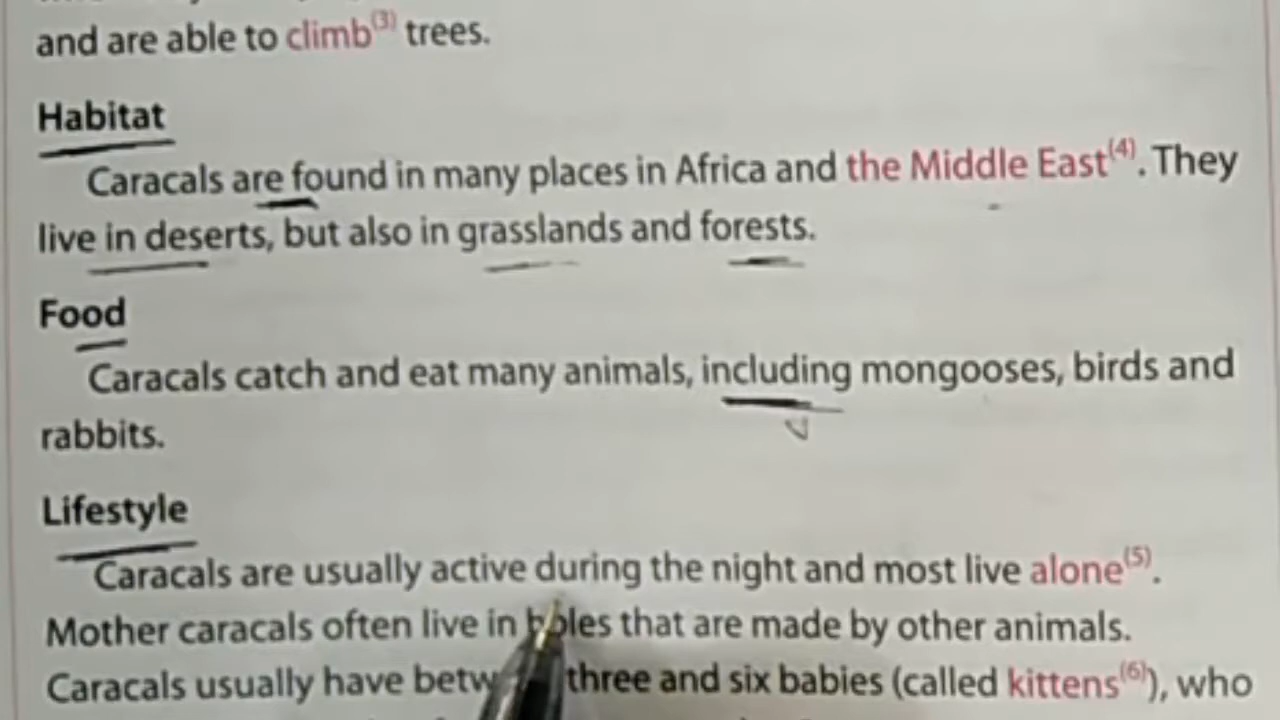 and are able to climb(3) trees.
Habitat
Caracals are found in many places in Africa and the Middle East(4). They
live in deserts, but also in grasslands and forests.
Food
Caracals catch and eat many animals, including mongooses, birds and
rabbits.
Lifestyle
Caracals are usually active during the night and most live alone(5).
Mother caracals often live in holes that are made by other animals.
Caracals usually have between three and six babies (called kittens(6)), who